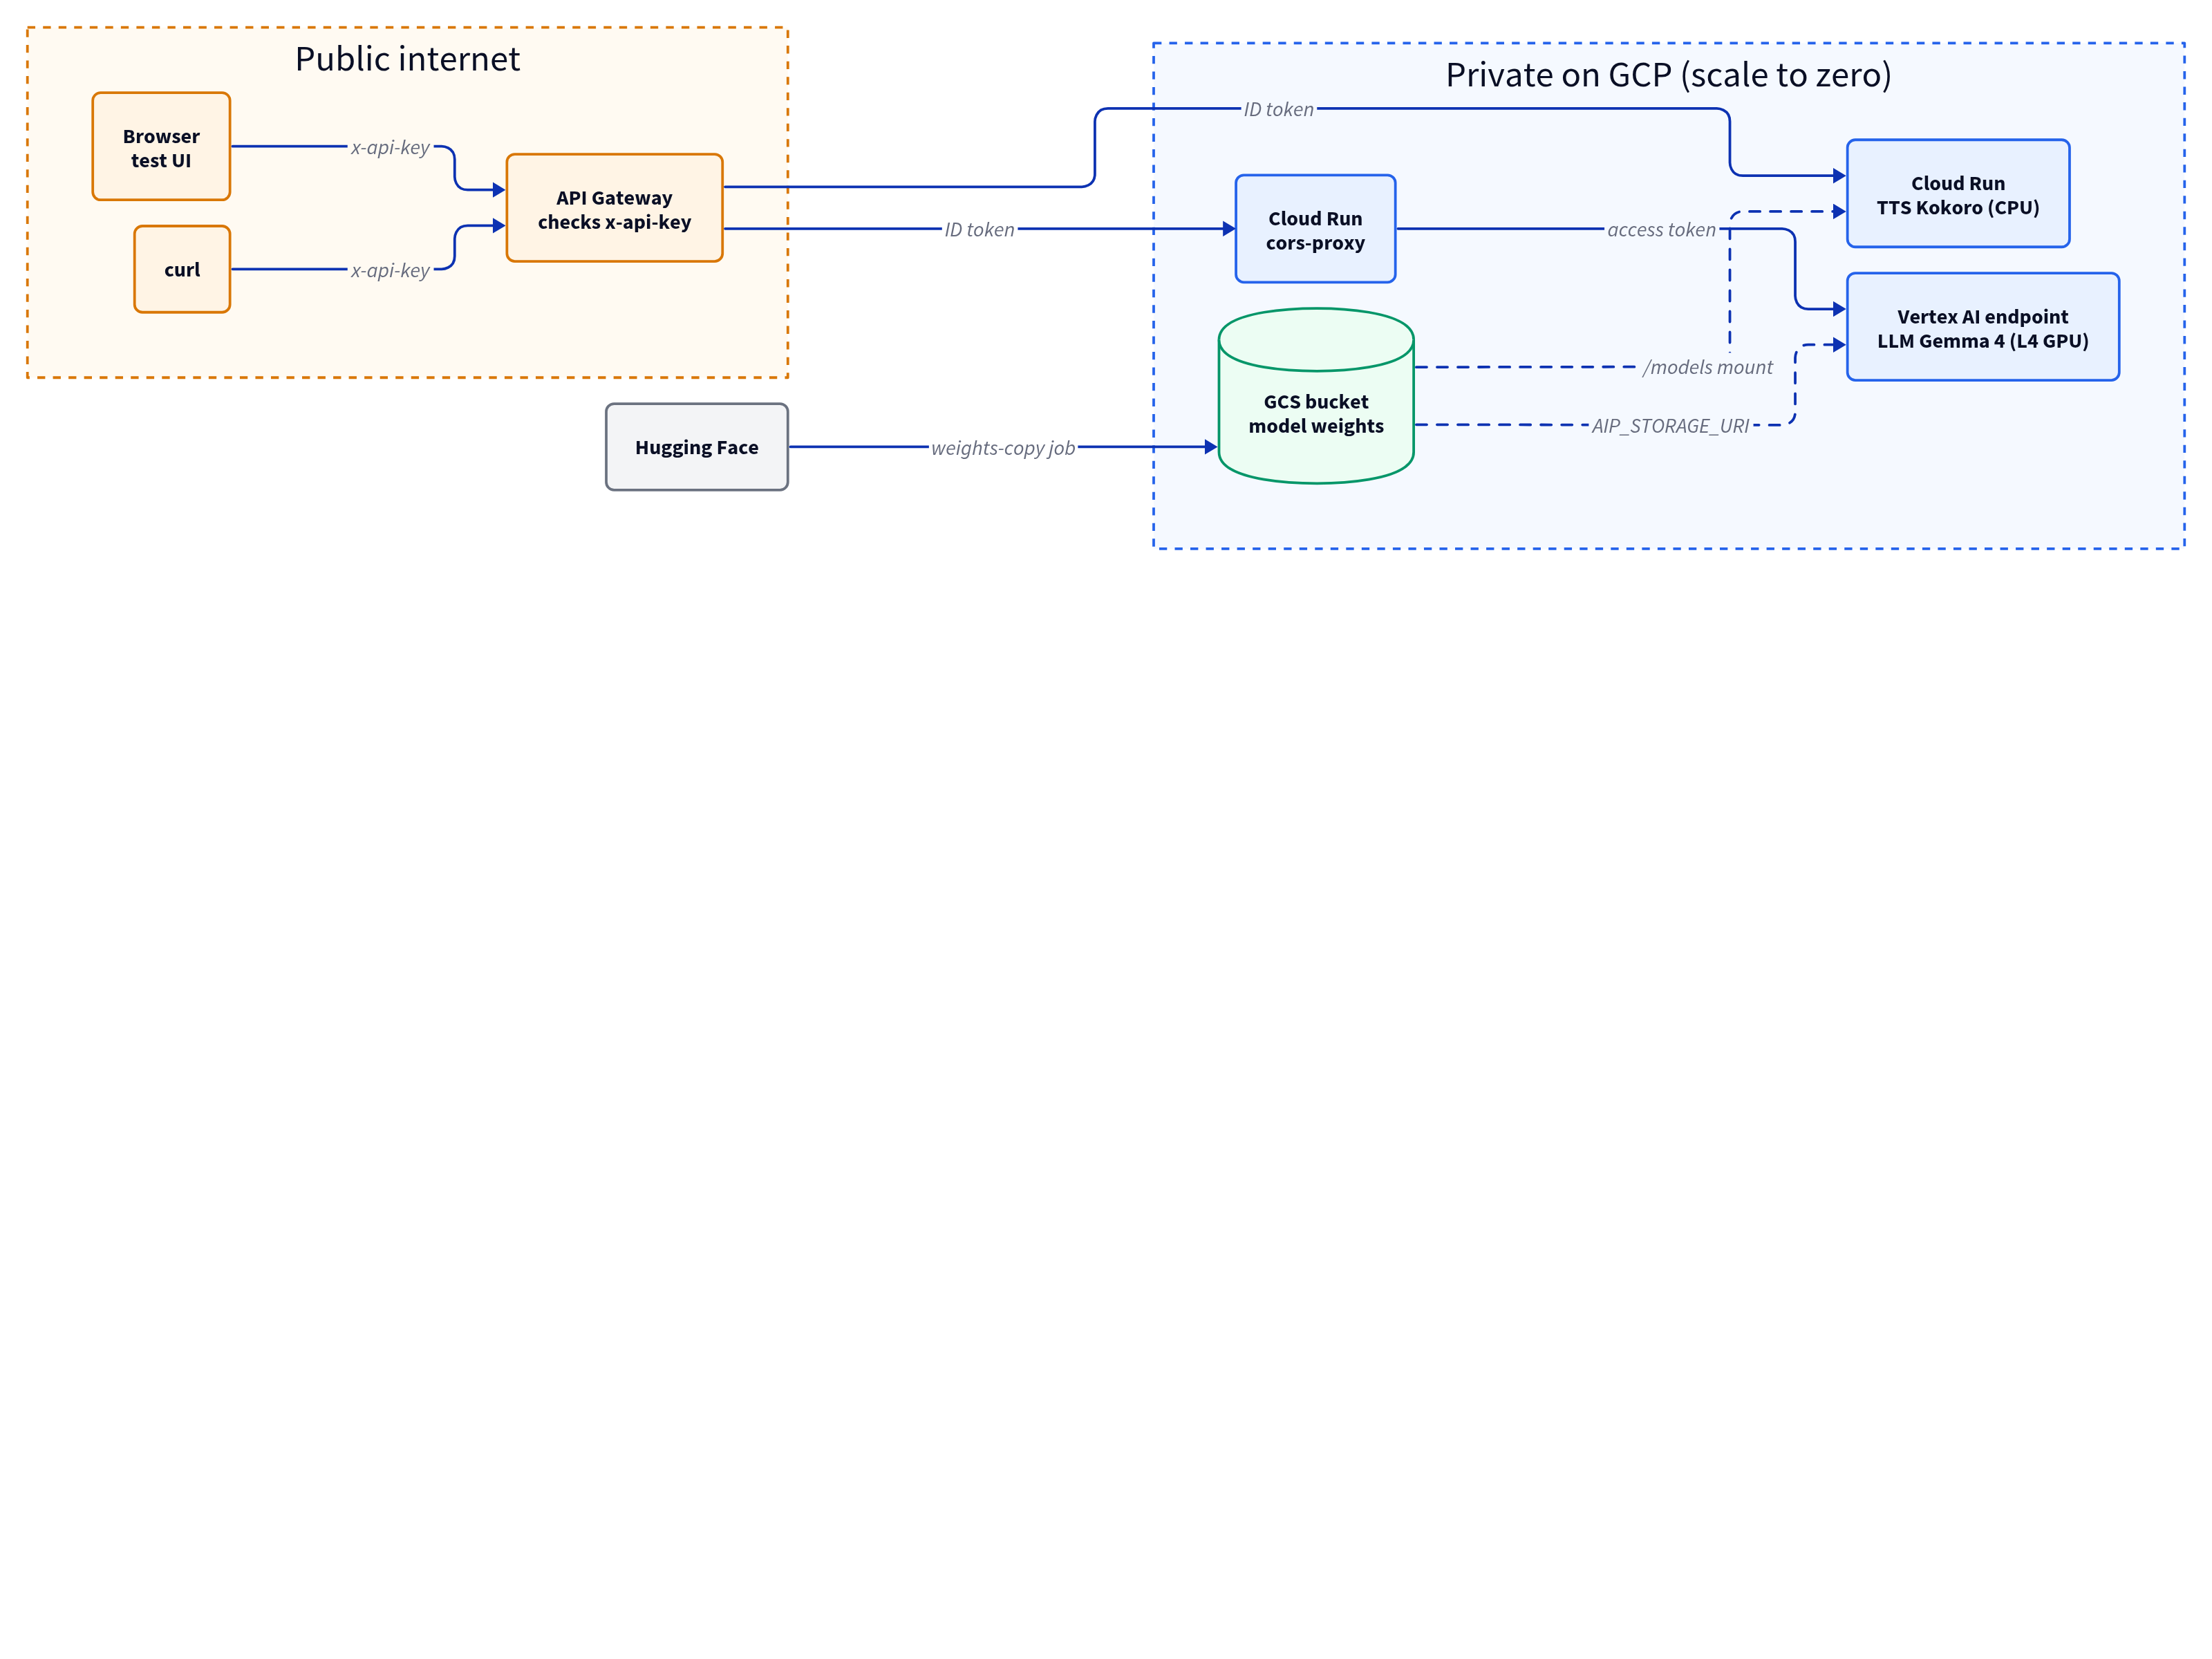 Public internet
Browser
test UI
x-api-key
curl
x-api-key
API Gateway
checks x-api-key
ID token
Hugging Face
weights-copy job
Private on GCP (scale to zero)
ID token
Cloud Run
cors-proxy
access token
GCS bucket
model weights
/models mount
AIP_STORAGE_URI
Cloud Run
TTS Kokoro (CPU)
Vertex AI endpoint
LLM Gemma 4 (L4 GPU)